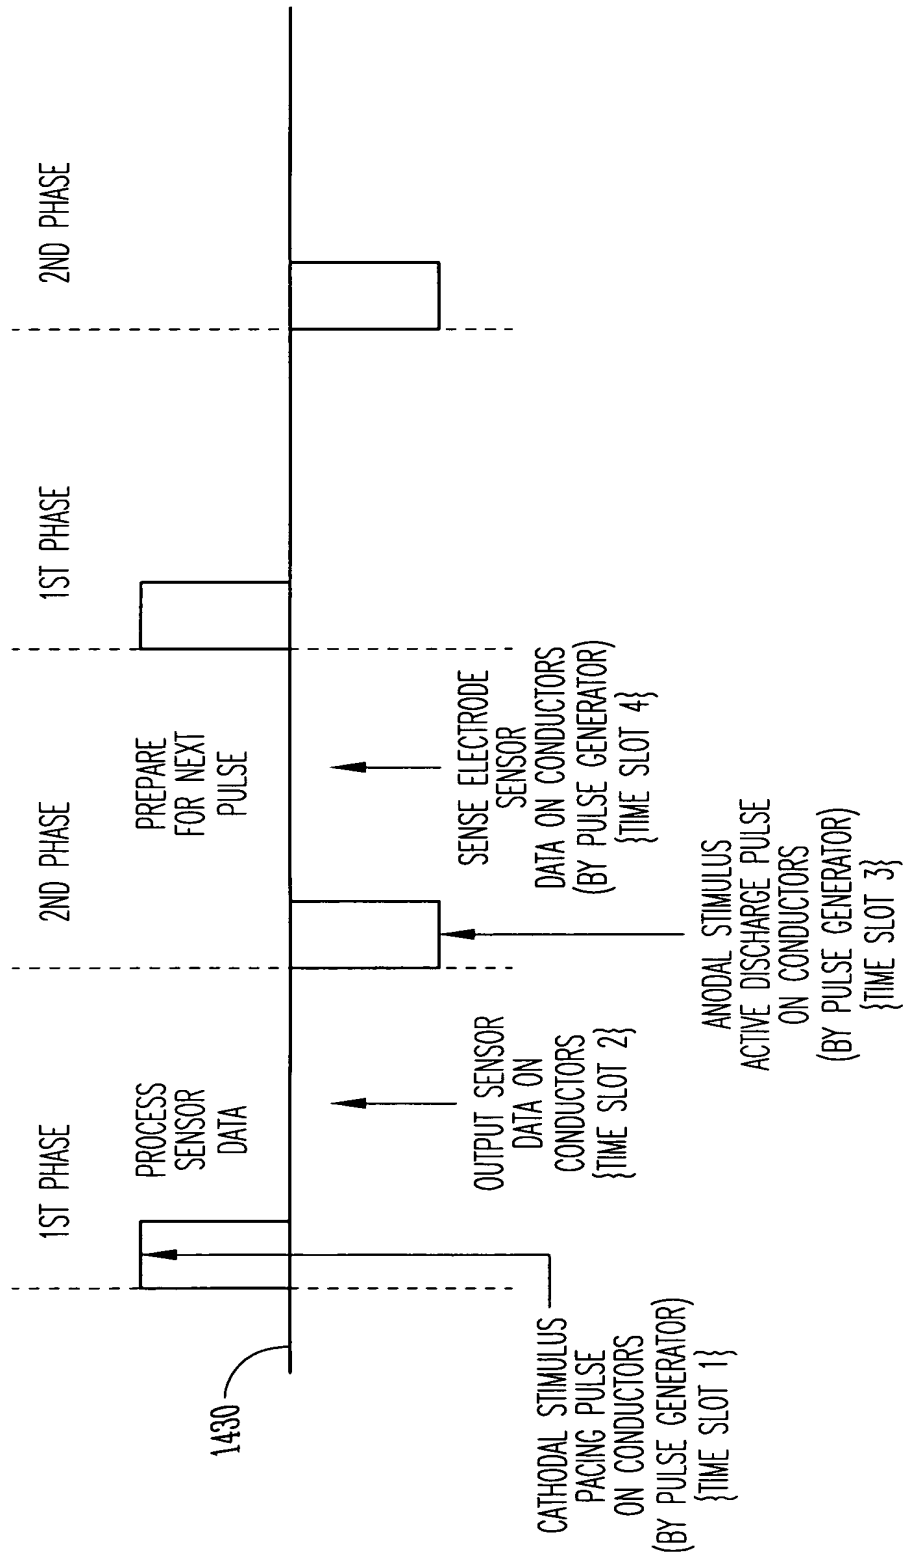 1ST PHASE
2ND PHASE
1ST PHASE
2ND PHASE
PROCESS
SENSOR
DATA
PREPARE
FOR NEXT
PULSE
1430
CATHODAL STIMULUS
PACING PULSE
ON CONDUCTORS
(BY PULSE GENERATOR)
{TIME SLOT 1}
OUTPUT SENSOR
DATA ON
CONDUCTORS
{TIME SLOT 2}
ANODAL STIMULUS
ACTIVE DISCHARGE PULSE
ON CONDUCTORS
(BY PULSE GENERATOR)
{TIME SLOT 3}
SENSE ELECTRODE
SENSOR
DATA ON CONDUCTORS
(BY PULSE GENERATOR)
{TIME SLOT 4}